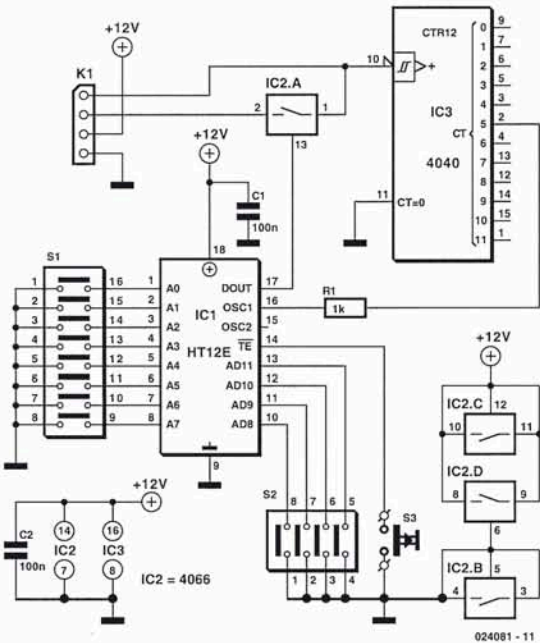 +12V
K1
IC2.A
2
1
13
+12V
C1
100n
18
10
CTR12
+
IC3
CT
4040
11
CT=0
0
9
1
7
2
6
3
5
4
3
5
2
6
4
7
13
8
12
9
14
10
15
11
1
S1
1
16
2
15
3
14
4
13
5
12
6
11
7
10
8
9
1
A0
2
A1
3
A2
4
A3
5
A4
6
A5
7
A6
8
A7
IC1
HT12E
DOUT
17
OSC1
16
OSC2
15
TE
14
AD11
13
AD10
12
AD9
11
AD8
10
9
R1
1k
S2
8
7
6
5
1
2
3
4
S3
+12V
IC2.C
12
10
11
IC2.D
8
9
6
IC2.B
5
4
3
+12V
C2
100n
14
IC2
7
16
IC3
8
IC2 = 4066
024081 - 11